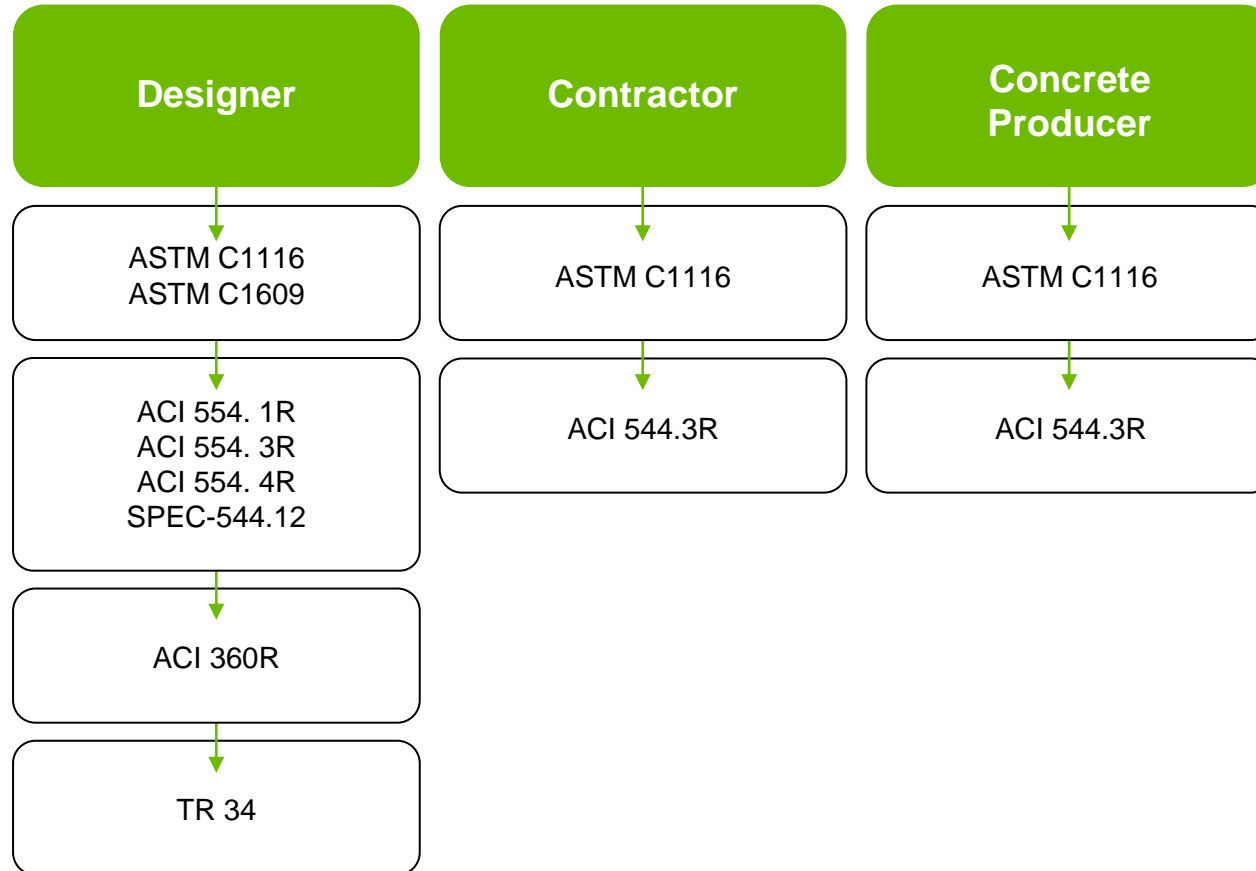 Designer
ASTM C1116
ASTM C1609
ACI 554. 1R
ACI 554. 3R
ACI 554. 4R
SPEC-544.12
ACI 360R
TR 34
Contractor
ASTM C1116
ACI 544.3R
Concrete
Producer
ASTM C1116
ACI 544.3R